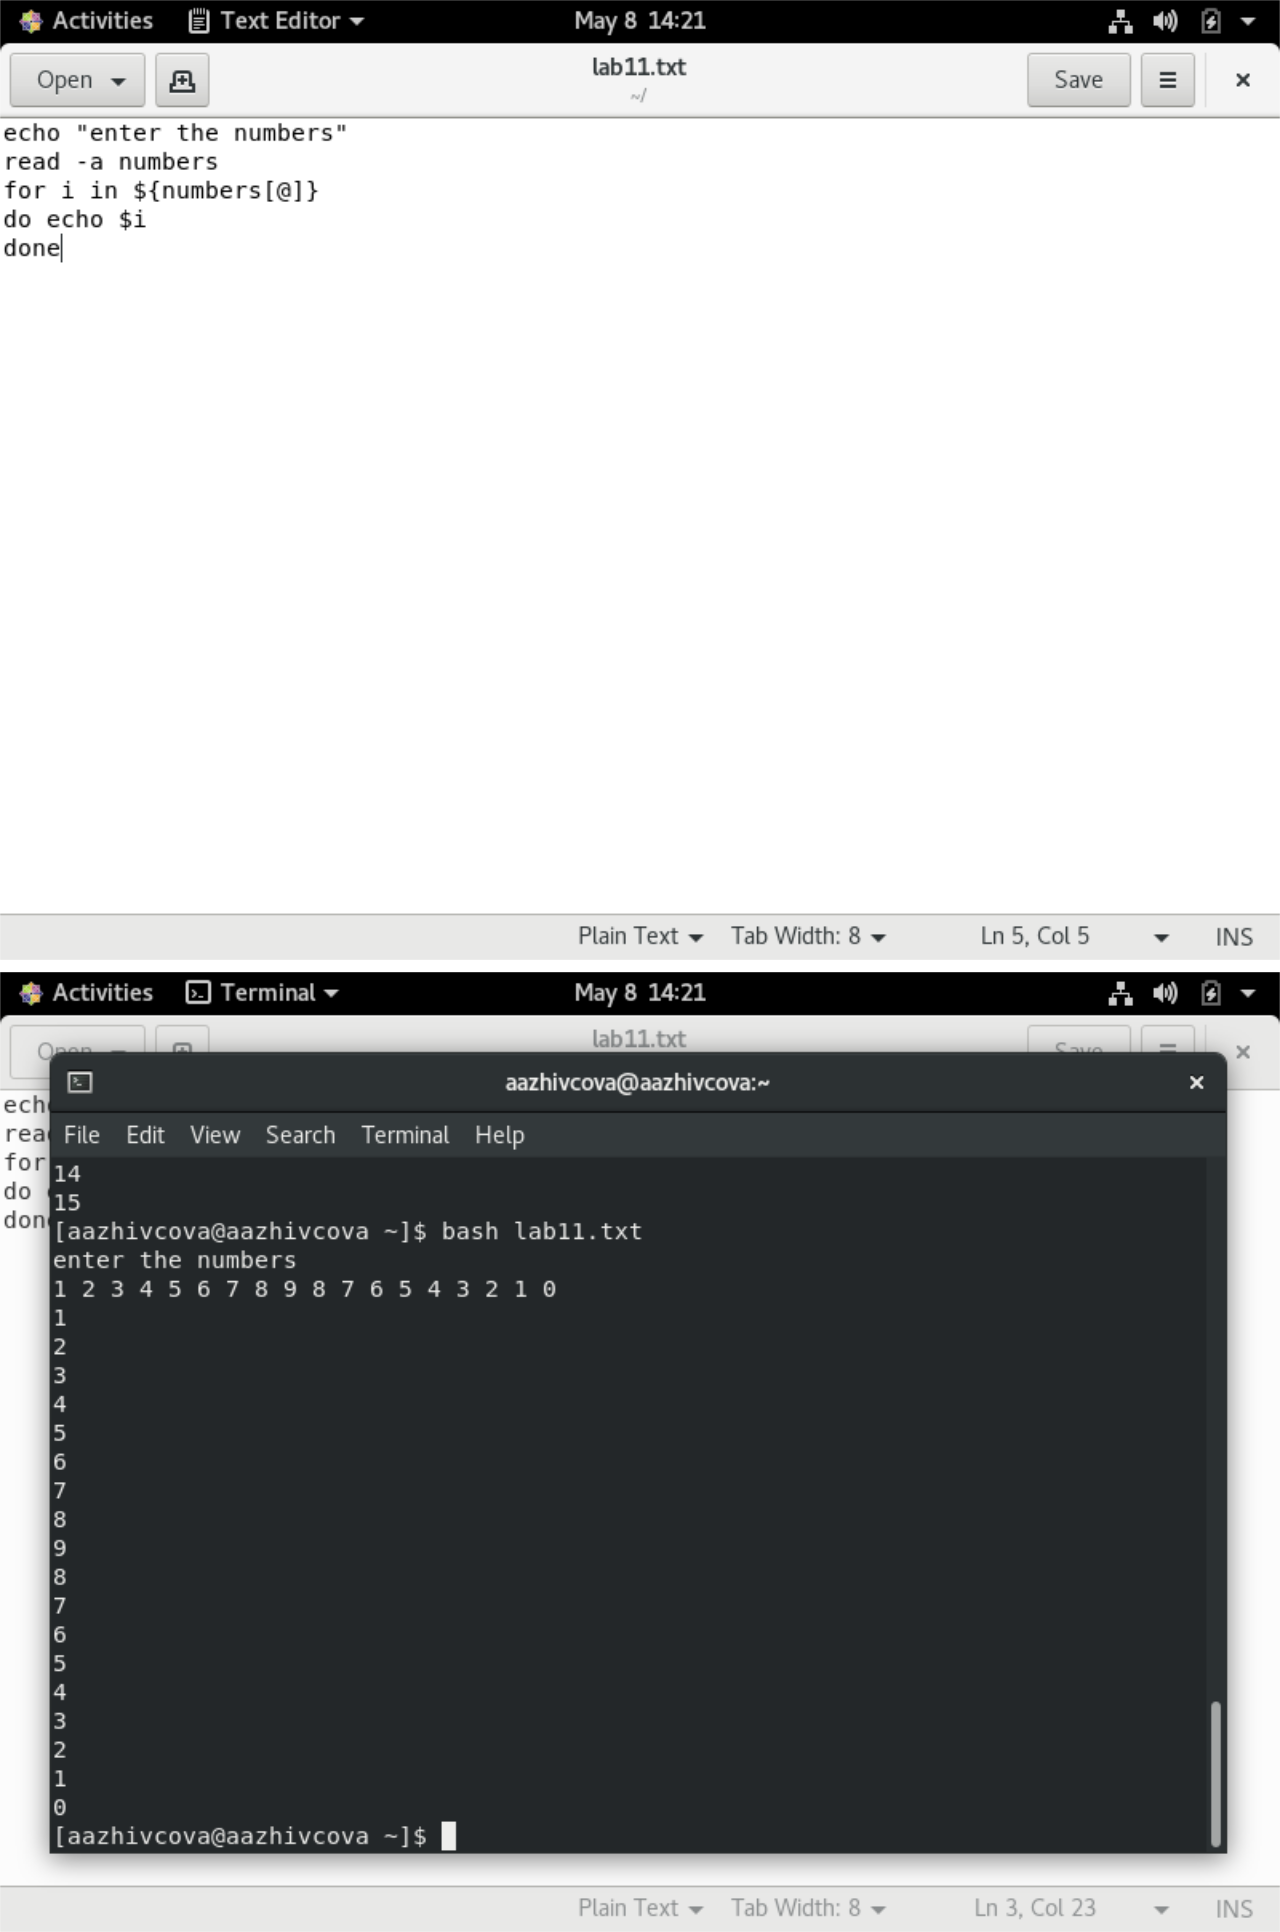 Activities Text Editor May 8 14:21
Open lab11.txt Save
~/
echo "enter the numbers"
read -a numbers
for i in ${numbers[@]}
do echo $i
done
Plain Text Tab Width: 8 Ln 5, Col 5 INS
Activities Terminal May 8 14:21
Open lab11.txt Save
aazhivcova@aazhivcova:~
File Edit View Search Terminal Help
14
15
[aazhivcova@aazhivcova ~]$ bash lab11.txt
enter the numbers
1 2 3 4 5 6 7 8 9 8 7 6 5 4 3 2 1 0
1
2
3
4
5
6
7
8
9
8
7
6
5
4
3
2
1
0
[aazhivcova@aazhivcova ~]$
Plain Text Tab Width: 8 Ln 3, Col 23 INS